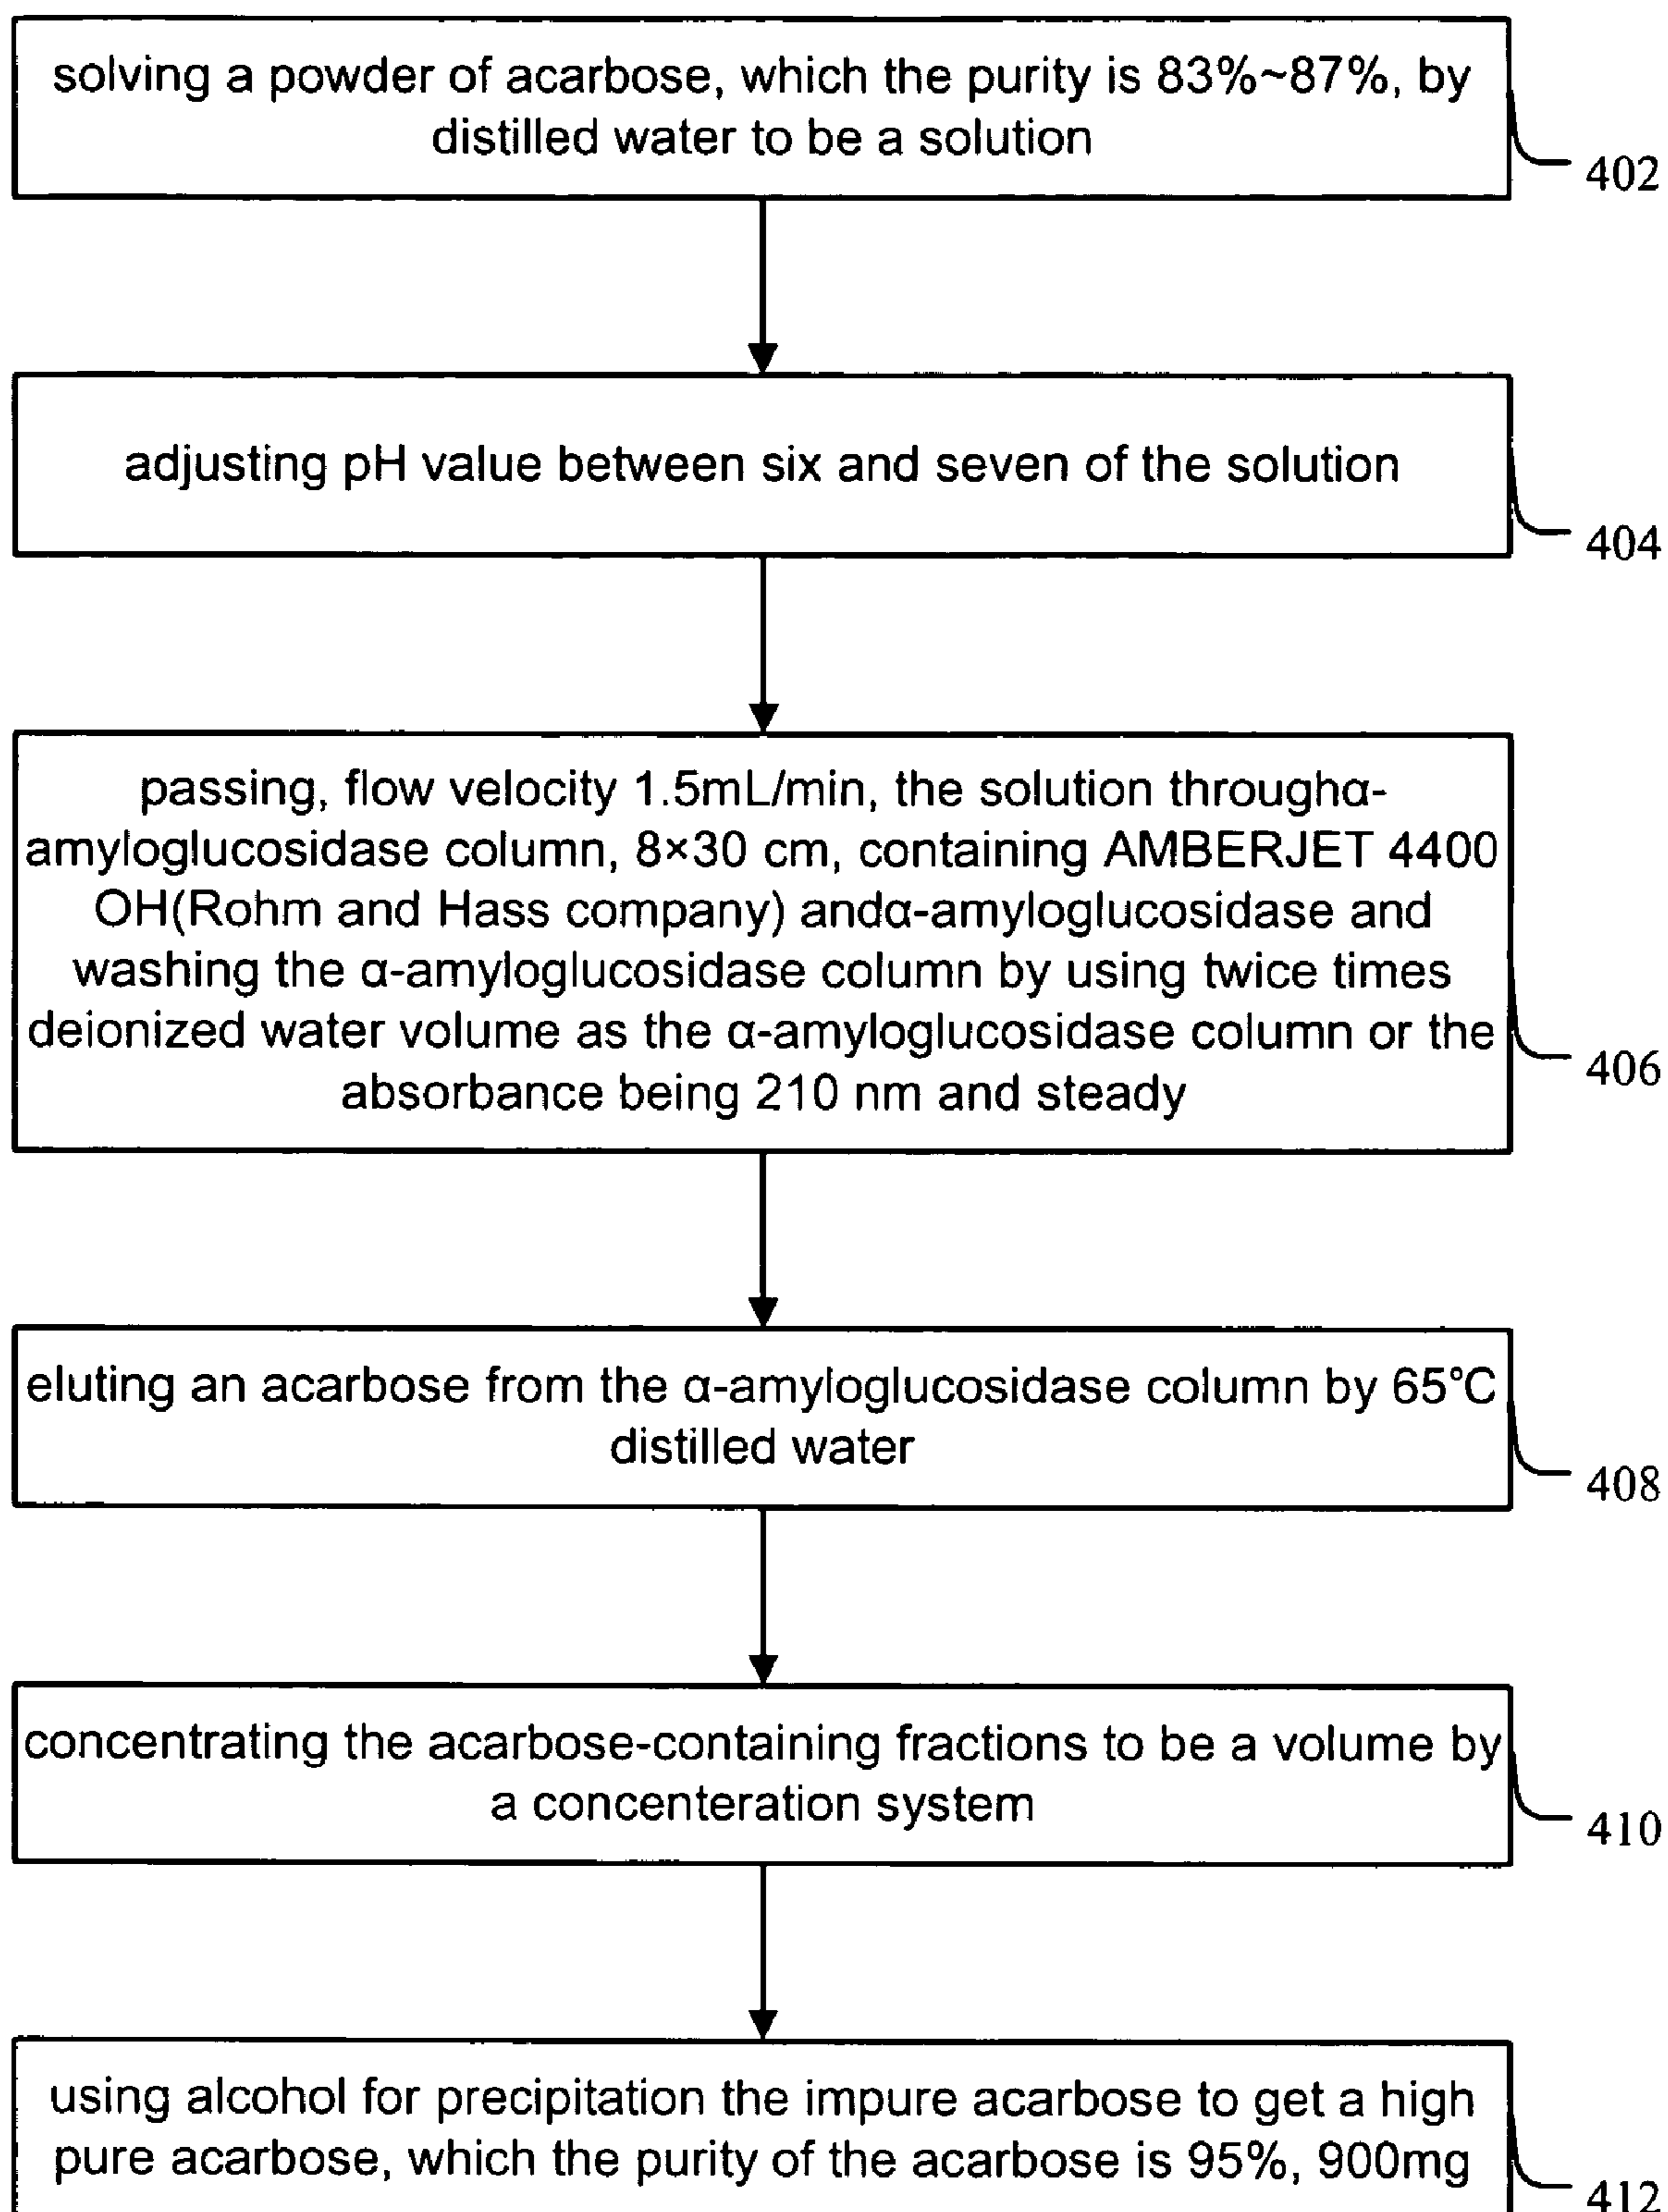 solving a powder of acarbose, which the purity is 83%~87%, by
distilled water to be a solution
402
adjusting pH value between six and seven of the solution
404
passing, flow velocity 1.5mL/min, the solution throughα-
amyloglucosidase column, 8×30 cm, containing AMBERJET 4400
OH(Rohm and Hass company) andα-amyloglucosidase and
washing the α-amyloglucosidase column by using twice times
deionized water volume as the α-amyloglucosidase column or the
absorbance being 210 nm and steady
406
eluting an acarbose from the α-amyloglucosidase column by 65°C
distilled water
408
concentrating the acarbose-containing fractions to be a volume by
a concenteration system
410
using alcohol for precipitation the impure acarbose to get a high
pure acarbose, which the purity of the acarbose is 95%, 900mg
412